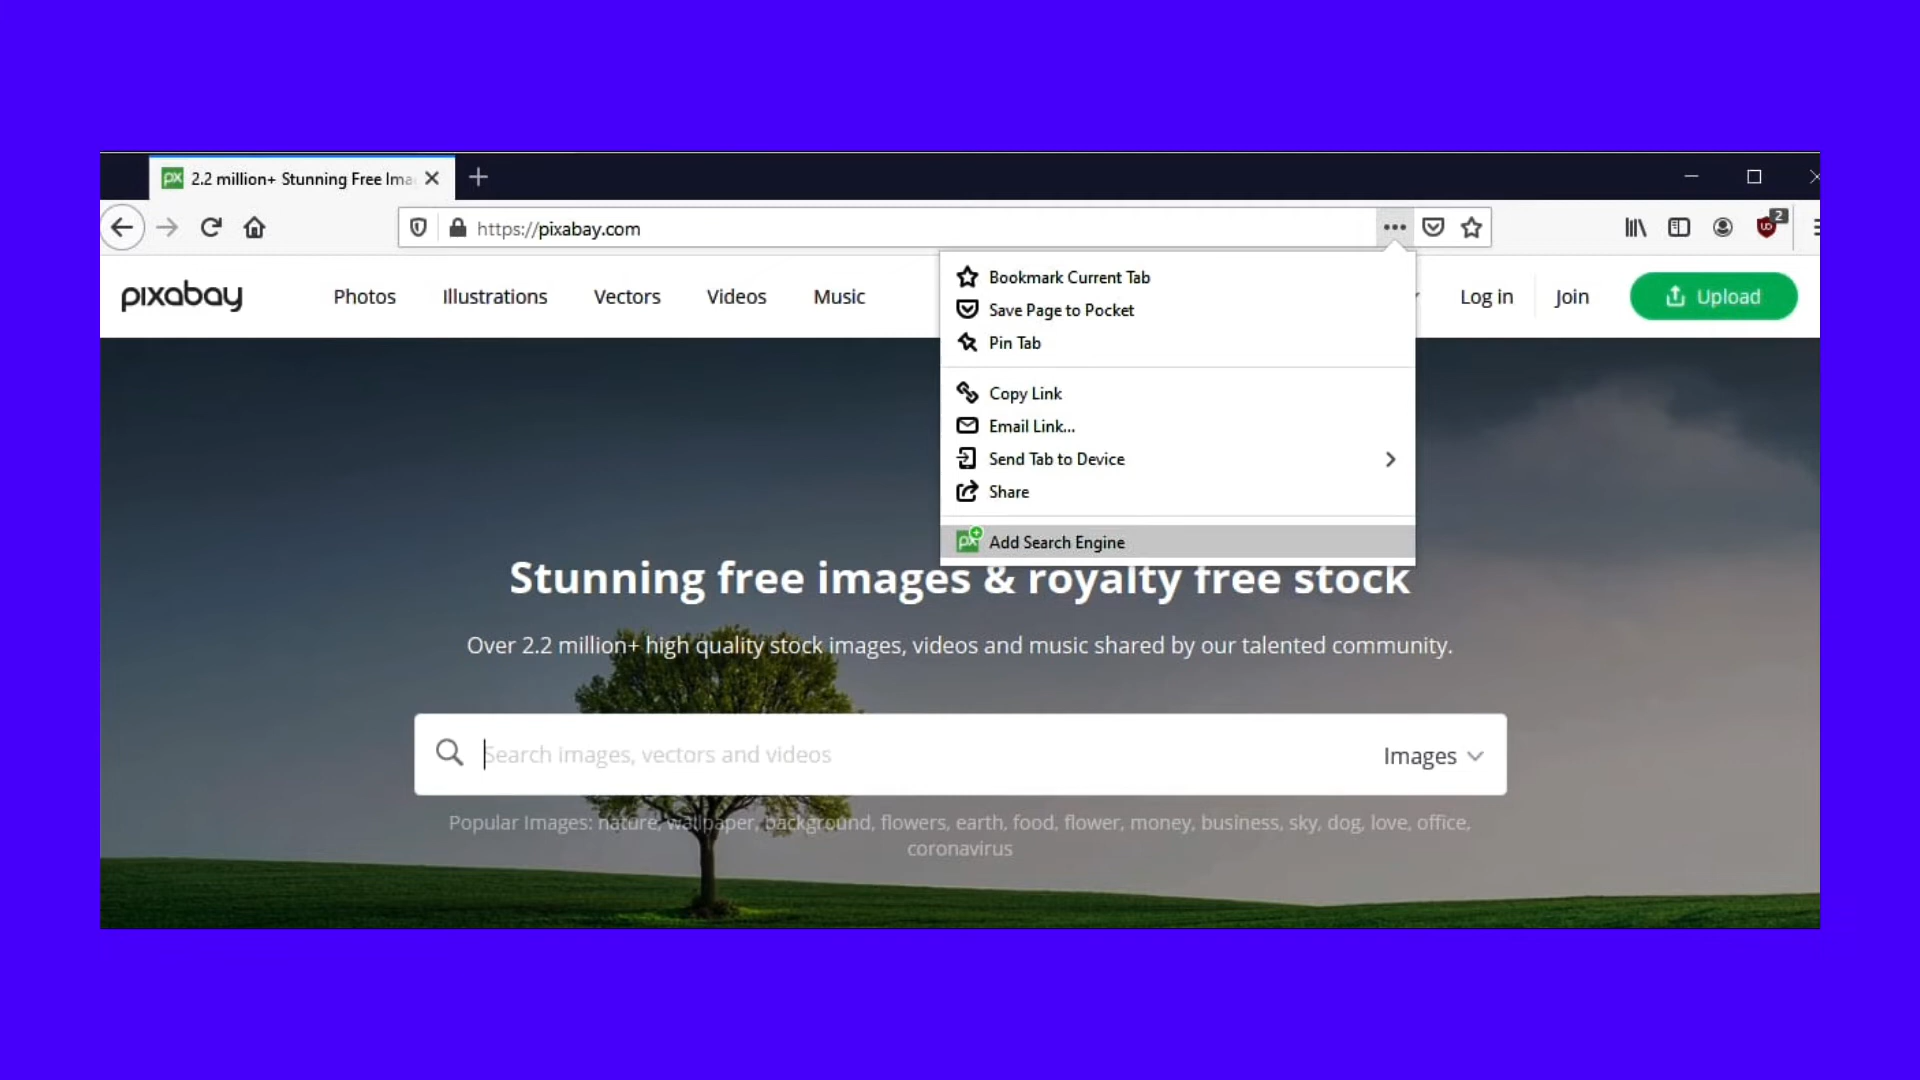 px 2.2 million+ Stunning Free Ima
https://pixabay.com
2
pixabay Photos Illustrations Vectors Videos Music Log in Join Upload
Bookmark Current Tab
Save Page to Pocket
Pin Tab
Copy Link
Email Link...
Send Tab to Device
Share
px Add Search Engine
Stunning free images & royalty free stock
Over 2.2 million+ high quality stock images, videos and music shared by our talented community.
Search images, vectors and videos Images
Popular Images: nature, wallpaper, background, flowers, earth, food, flower, money, business, sky, dog, love, office,
coronavirus